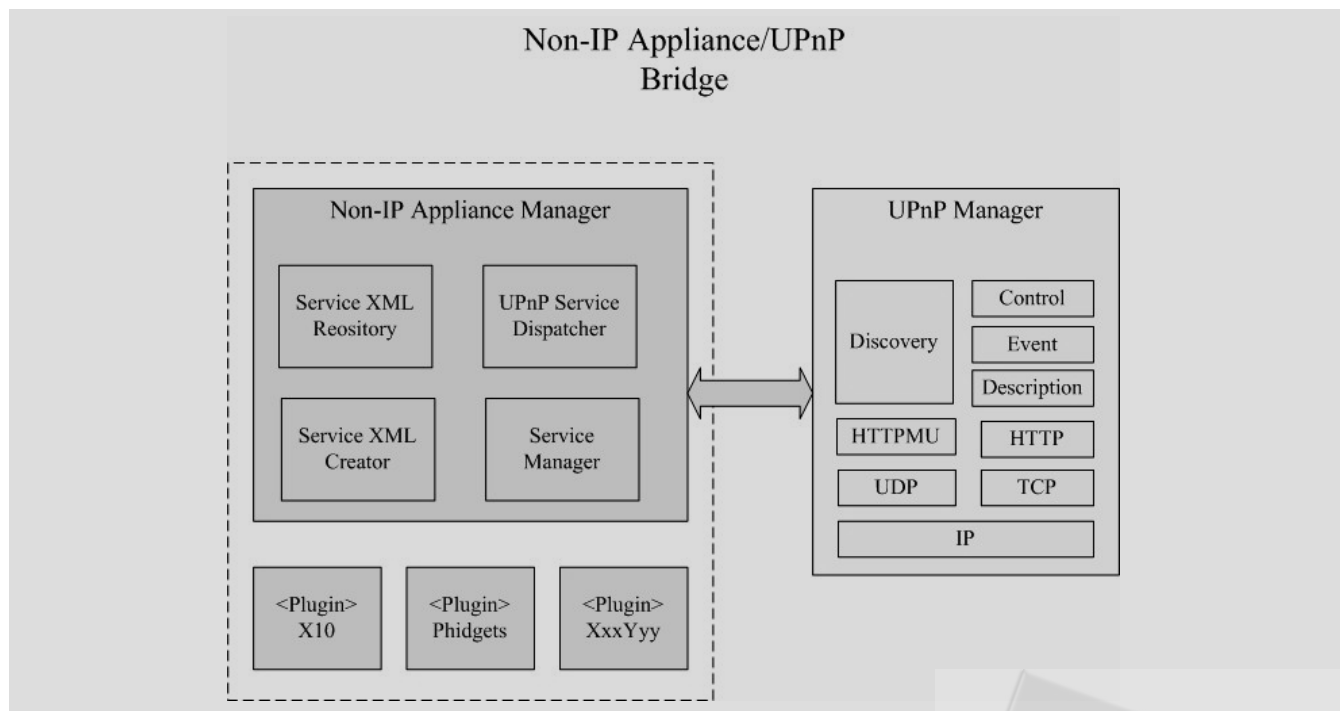 Non-IP Appliance/UPnP
Bridge
Non-IP Appliance Manager
Service XML
Reository
UPnP Service
Dispatcher
Service XML
Creator
Service
Manager
<Plugin>
X10
<Plugin>
Phidgets
<Plugin>
XxxYyy
UPnP Manager
Discovery
Control
Event
Description
HTTPMU
HTTP
UDP
TCP
IP